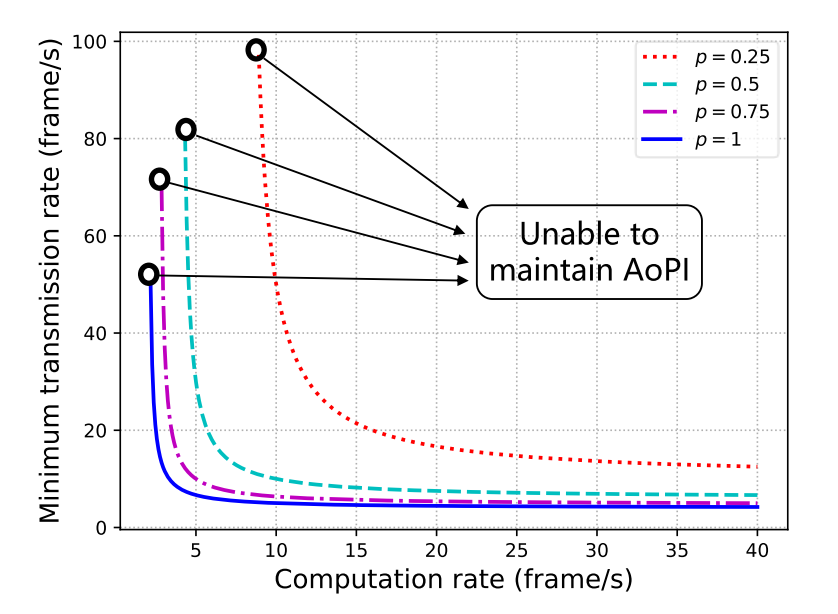 Minimum transmission rate (frame/s)
100
80
60
40
20
0
p = 0.25
p = 0.5
p = 0.75
p = 1
Unable to
maintain AoPI
5
10
15
20
25
30
35
40
Computation rate (frame/s)